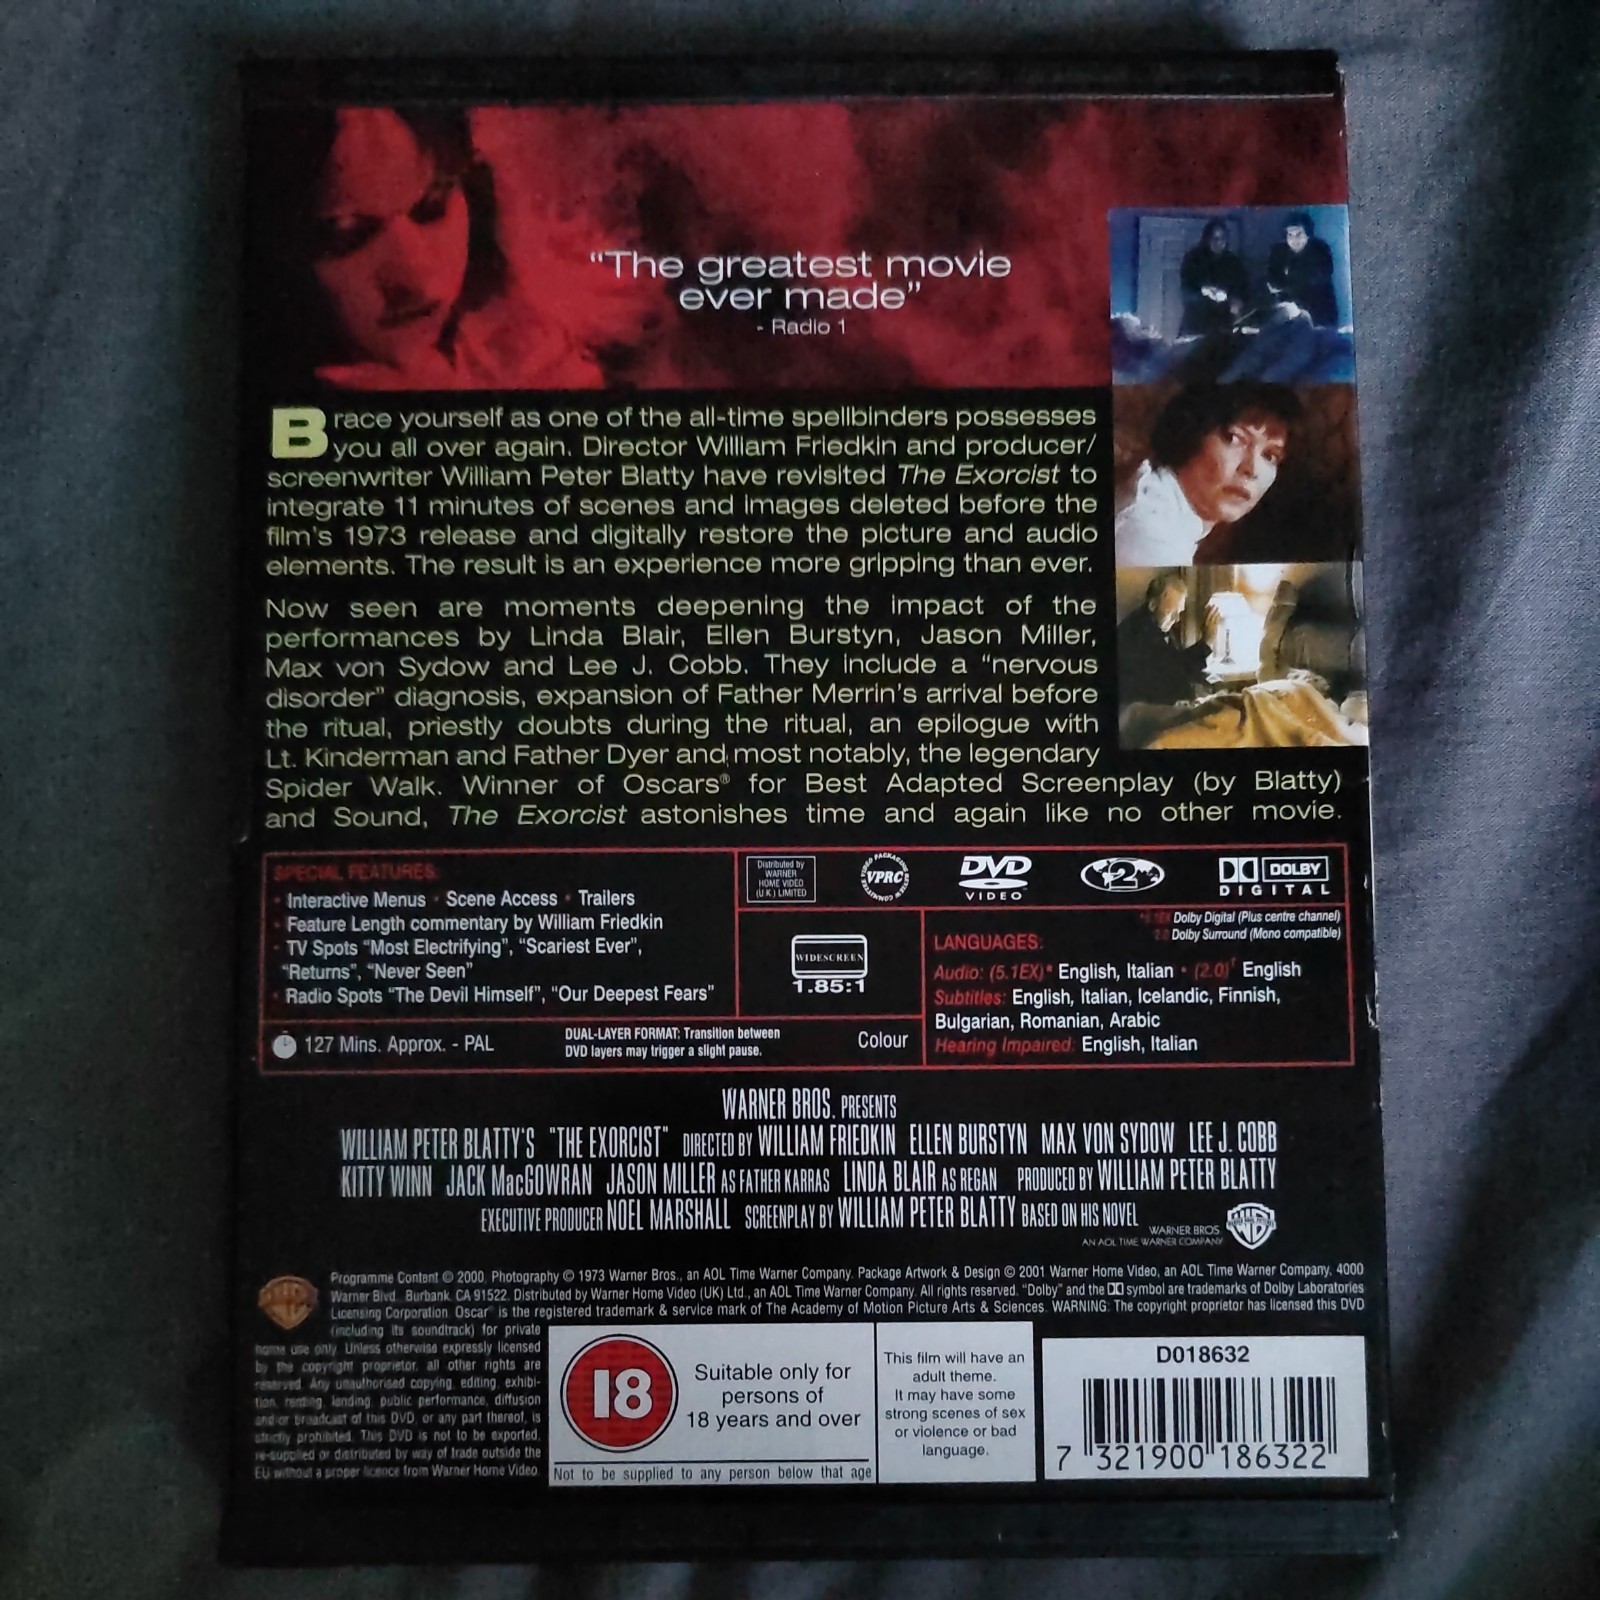 “The greatest movie
ever made”
- Radio 1
Brace yourself as one of the all-time spellbinders possesses
you all over again. Director William Friedkin and producer/
screenwriter William Peter Blatty have revisited The Exorcist to
integrate 11 minutes of scenes and images deleted before the
film's 1973 release and digitally restore the picture and audio
elements. The result is an experience more gripping than ever.
Now seen are moments deepening the impact of the
performances by Linda Blair, Ellen Burstyn, Jason Miller,
Max von Sydow and Lee J. Cobb. They include a “nervous
disorder” diagnosis, expansion of Father Merrin's arrival before
the ritual, priestly doubts during the ritual, an epilogue with
Lt. Kinderman and Father Dyer and, most notably, the legendary
Spider Walk. Winner of Oscars® for Best Adapted Screenplay (by Blatty)
and Sound, The Exorcist astonishes time and again like no other movie.
SPECIAL FEATURES:
· Interactive Menus · Scene Access · Trailers
· Feature Length commentary by William Friedkin
· TV Spots “Most Electrifying”, “Scariest Ever”,
“Returns”, “Never Seen”
· Radio Spots “The Devil Himself”, “Our Deepest Fears”
127 Mins. Approx. - PAL
DUAL-LAYER FORMAT: Transition between
DVD layers may trigger a slight pause.
Colour
Distributed by
WARNER
HOME VIDEO
(U.K.) LIMITED
VIDEO PACKAGING REVIEW COMMITTEE
VPRC
DVD
VIDEO
2
DOLBY
DIGITAL
WIDESCREEN
1.85:1
*5.1EX Dolby Digital (Plus centre channel)
2.0 Dolby Surround (Mono compatible)
LANGUAGES:
Audio: (5.1EX)* English, Italian · (2.0)† English
Subtitles: English, Italian, Icelandic, Finnish,
Bulgarian, Romanian, Arabic
Hearing Impaired: English, Italian
WARNER BROS. PRESENTS
WILLIAM PETER BLATTY'S "THE EXORCIST" DIRECTED BY WILLIAM FRIEDKIN ELLEN BURSTYN MAX VON SYDOW LEE J. COBB
KITTY WINN JACK MacGOWRAN JASON MILLER AS FATHER KARRAS LINDA BLAIR AS REGAN PRODUCED BY WILLIAM PETER BLATTY
EXECUTIVE PRODUCER NOEL MARSHALL SCREENPLAY BY WILLIAM PETER BLATTY BASED ON HIS NOVEL
WARNER BROS
AN AOL TIME WARNER COMPANY
Programme Content © 2000, Photography © 1973 Warner Bros., an AOL Time Warner Company. Package Artwork & Design © 2001 Warner Home Video, an AOL Time Warner Company, 4000
Warner Blvd., Burbank, CA 91522. Distributed by Warner Home Video (UK) Ltd., an AOL Time Warner Company. All rights reserved. “Dolby” and the symbol are trademarks of Dolby Laboratories
Licensing Corporation. Oscar® is the registered trademark & service mark of The Academy of Motion Picture Arts & Sciences. WARNING: The copyright proprietor has licensed this DVD
(including its soundtrack) for private
home use only. Unless otherwise expressly licensed
by the copyright proprietor, all other rights are
reserved. Any unauthorised copying, editing, exhibi-
tion, renting, lending, public performance, diffusion
and/or broadcast of this DVD, or any part thereof, is
strictly prohibited. This DVD is not to be exported,
re-supplied or distributed by way of trade outside the
EU without a proper licence from Warner Home Video.
18
Suitable only for
persons of
18 years and over
Not to be supplied to any person below that age
This film will have an
adult theme.
It may have some
strong scenes of sex
or violence or bad
language.
D018632
7 321900 186322